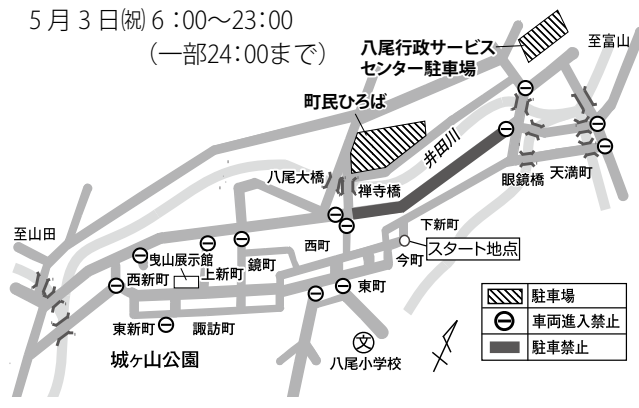 5月3日㈷6:00～23:00
（一部24:00まで）
八尾行政サービス
センター駐車場
至富山
町民ひろば
井田川
八尾大橋
禅寺橋
眼鏡橋
天満町
至山田
下新町
スタート地点
西町
今町
曳山展示館
上新町
鏡町
西新町
東町
東新町
諏訪町
城ヶ山公園
文
八尾小学校
駐車場
車両進入禁止
駐車禁止